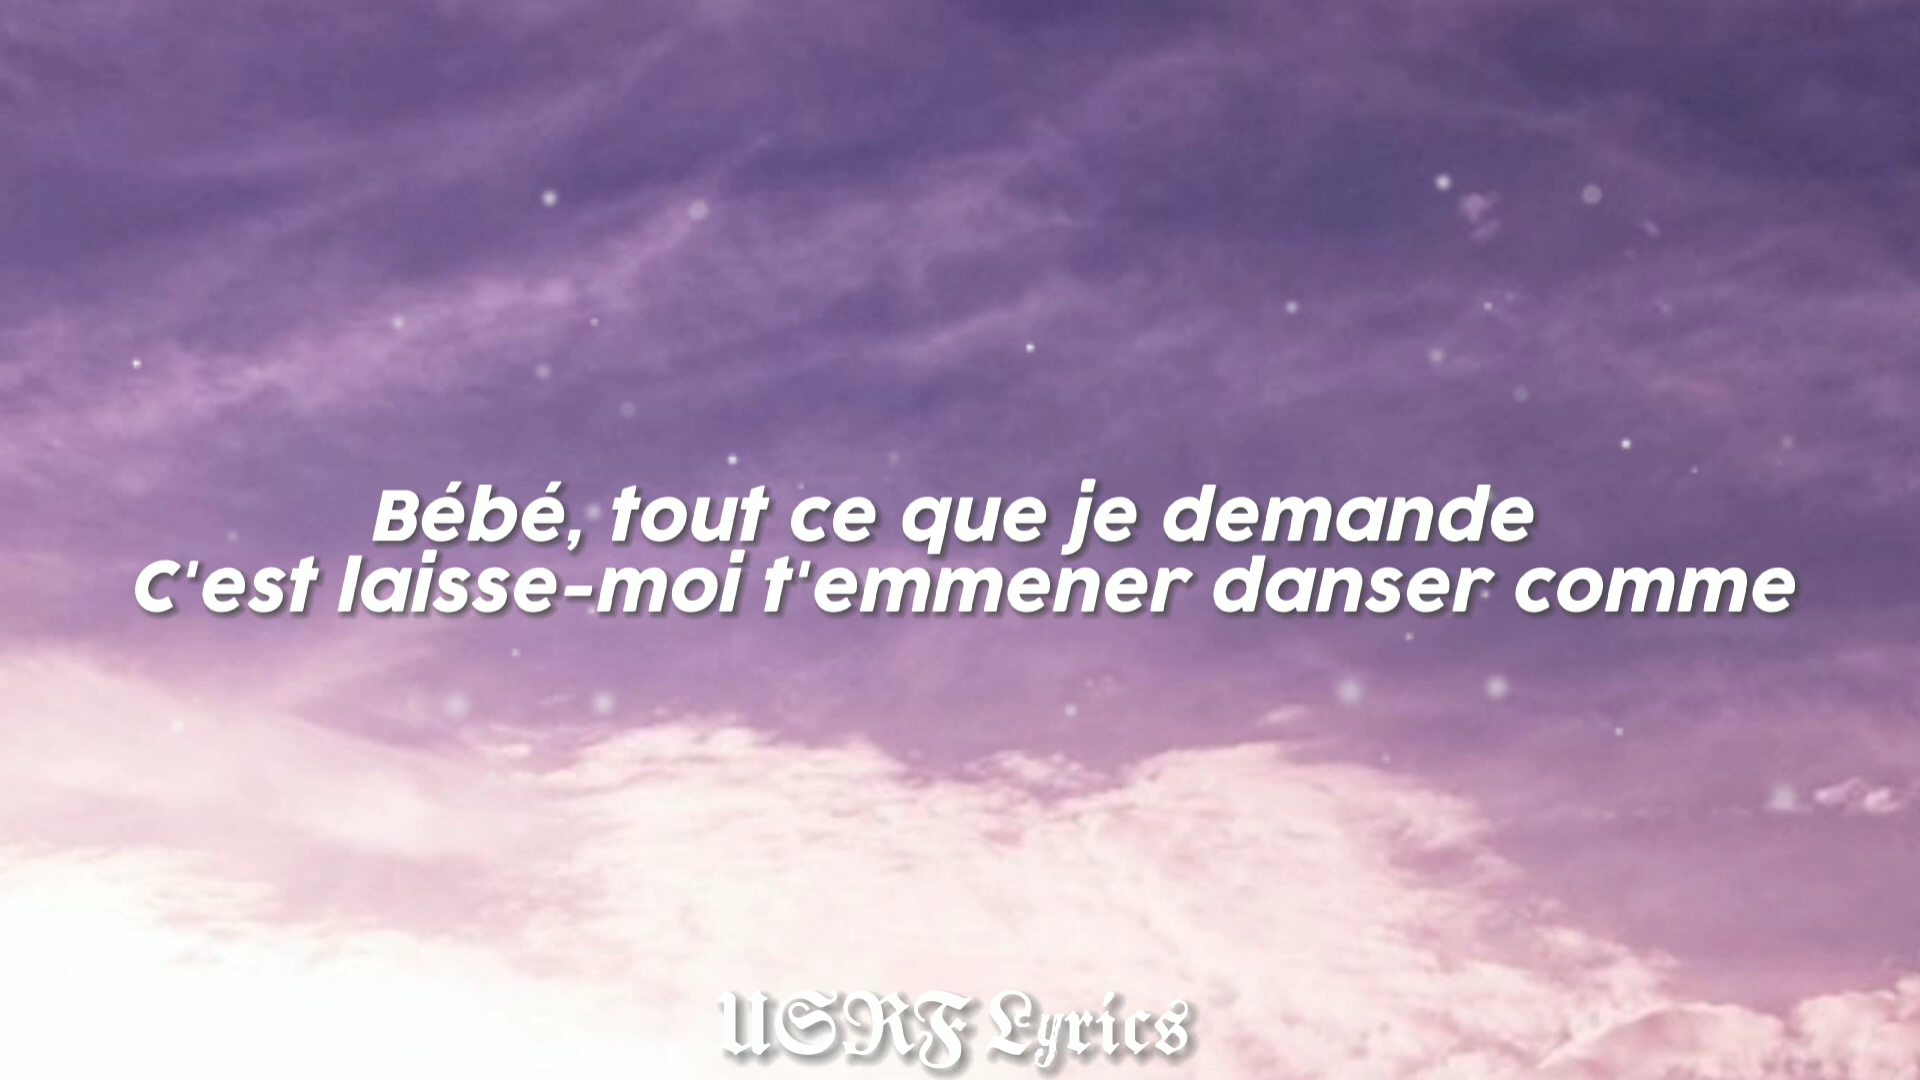 Bébé, tout ce que je demande
C'est laisse-moi t'emmener danser comme
USRF Lyrics